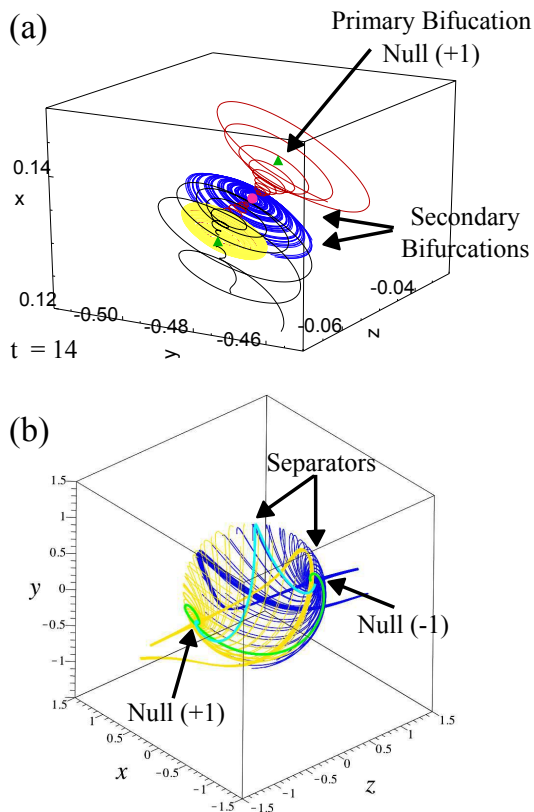 (a)
Primary Bifucation
Null (+1)
0.14
x
Secondary
Bifurcations
0.12
-0.50
-0.48
-0.46
-0.06
-0.04
y
z
t = 14
(b)
Separators
1.5
1
0.5
0
-0.5
-1
1.5
y
Null (-1)
Null (+1)
1
0.5
0
-0.5
-1
-1.5
x
-1.5
-1
-0.5
0
0.5
1
1.5
z